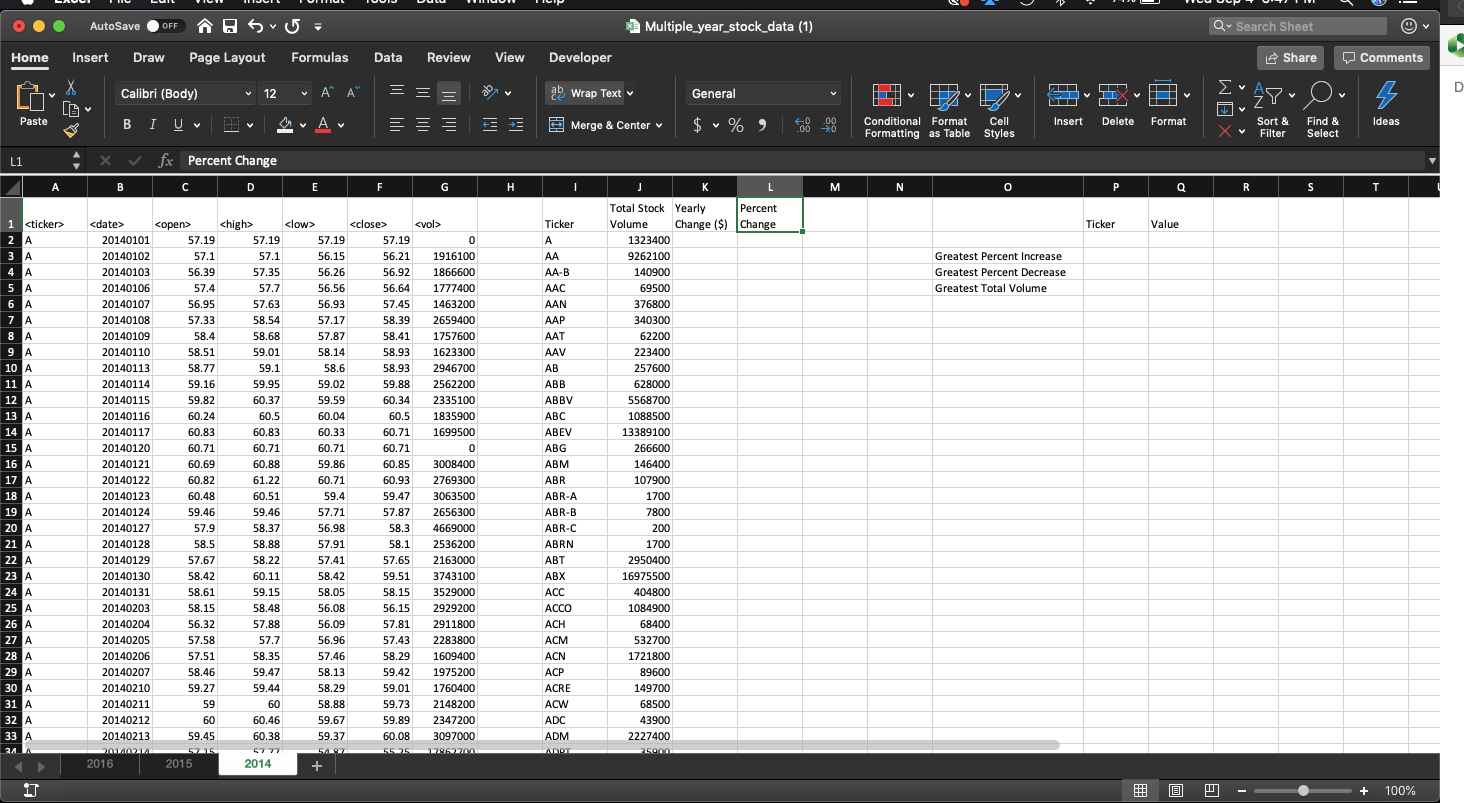 Excel File Edit View Insert Format Tools Data Window Help
AutoSave OFF Multiple_year_stock_data (1) Search Sheet
Home Insert Draw Page Layout Formulas Data Review View Developer Share Comments
Paste Calibri (Body) 12 Wrap Text General
B I U A Merge & Center $ % Conditional Formatting Format as Table Cell Styles Insert Delete Format Sort & Filter Find & Select Ideas
L1 fx Percent Change
A B C D E F G H I J K L M N O P Q R S T
1 <ticker> <date> <open> <high> <low> <close> <vol> Ticker Total Stock Volume Yearly Change ($) Percent Change Ticker Value
2 A 20140101 57.19 57.19 57.19 57.19 0 A 1323400
3 A 20140102 57.1 57.1 56.15 56.21 1916100 AA 9262100 Greatest Percent Increase
4 A 20140103 56.39 57.35 56.26 56.92 1866600 AA-B 140900 Greatest Percent Decrease
5 A 20140106 57.4 57.7 56.56 56.64 1777400 AAC 69500 Greatest Total Volume
6 A 20140107 56.95 57.63 56.93 57.45 1463200 AAN 376800
7 A 20140108 57.33 58.54 57.17 58.39 2659400 AAP 340300
8 A 20140109 58.4 58.68 57.87 58.41 1757600 AAT 62200
9 A 20140110 58.51 59.01 58.14 58.93 1623300 AAV 223400
10 A 20140113 58.77 59.1 58.6 58.93 2946700 AB 257600
11 A 20140114 59.16 59.95 59.02 59.88 2562200 ABB 628000
12 A 20140115 59.82 60.37 59.59 60.34 2335100 ABBV 5568700
13 A 20140116 60.24 60.5 60.04 60.5 1835900 ABC 1088500
14 A 20140117 60.83 60.83 60.33 60.71 1699500 ABEV 13389100
15 A 20140120 60.71 60.71 60.71 60.71 0 ABG 266600
16 A 20140121 60.69 60.88 59.86 60.85 3008400 ABM 146400
17 A 20140122 60.82 61.22 60.71 60.93 2769300 ABR 107900
18 A 20140123 60.48 60.51 59.4 59.47 3063500 ABR-A 1700
19 A 20140124 59.46 59.46 57.71 57.87 2656300 ABR-B 7800
20 A 20140127 57.9 58.37 56.98 58.3 4669000 ABR-C 200
21 A 20140128 58.5 58.88 57.91 58.1 2536200 ABRN 1700
22 A 20140129 57.67 58.22 57.41 57.65 2163000 ABT 2950400
23 A 20140130 58.42 60.11 58.42 59.51 3743100 ABX 16975500
24 A 20140131 58.61 59.15 58.05 58.15 3529000 ACC 404800
25 A 20140203 58.15 58.48 56.08 56.15 2929200 ACCO 1084900
26 A 20140204 56.32 57.88 56.09 57.81 2911800 ACH 68400
27 A 20140205 57.58 57.7 56.96 57.43 2283800 ACM 532700
28 A 20140206 57.51 58.35 57.46 58.29 1609400 ACN 1721800
29 A 20140207 58.46 59.47 58.13 59.42 1975200 ACP 89600
30 A 20140210 59.27 59.44 58.29 59.01 1760400 ACRE 149700
31 A 20140211 59 60 58.88 59.73 2148200 ACW 68500
32 A 20140212 60 60.46 59.67 59.89 2347200 ADC 43900
33 A 20140213 59.45 60.38 59.37 60.08 3097000 ADM 2227400
2016 2015 2014
100%